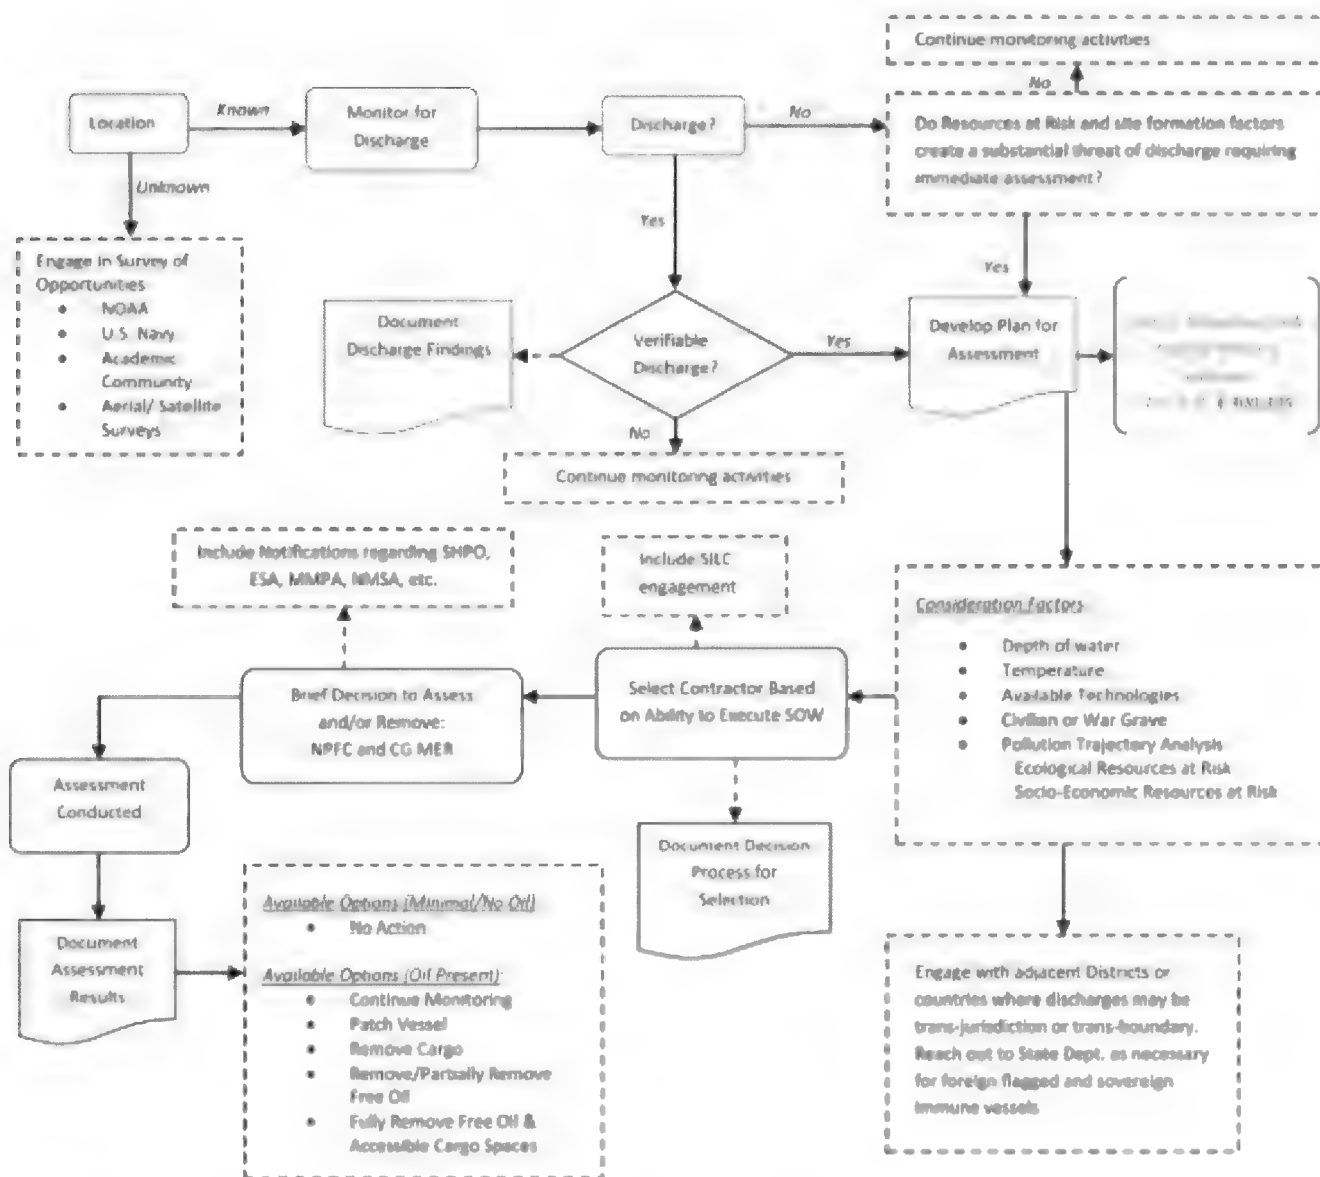 Continue monitoring activities
No
Location
Known
Monitor for
Discharge
Discharge?
No
Do Resources at Risk and site formation factors
create a substantial threat of discharge requiring
immediate assessment?
Unknown
Yes
Yes
Engage in Survey of
Opportunities
● NOAA
● U.S. Navy
● Academic
Community
● Aerial/ Satellite
Surveys
Document
Discharge Findings
Verifiable
Discharge?
Yes
Develop Plan for
Assessment
No
Continue monitoring activities
Include Notifications regarding SHPO,
ESA, MMPA, NMSA, etc.
Include SILC
engagement
Consideration Factors
● Depth of water
● Temperature
● Available Technologies
● Civilian or War Grave
● Pollution Trajectory Analysis
Ecological Resources at Risk
Socio-Economic Resources at Risk
Brief Decision to Assess
and/or Remove:
NPFC and CG MER
Select Contractor Based
on Ability to Execute SOW
Assessment
Conducted
Document Decision
Process for
Selection
Document
Assessment
Results
Available Options (Minimal/No Oil)
● No Action
Available Options (Oil Present):
● Continue Monitoring
● Patch Vessel
● Remove Cargo
● Remove/Partially Remove
Free Oil
● Fully Remove Free Oil &
Accessible Cargo Spaces
Engage with adjacent Districts or
countries where discharges may be
trans-jurisdiction or trans-boundary.
Reach out to State Dept. as necessary
for foreign flagged and sovereign
immune vessels